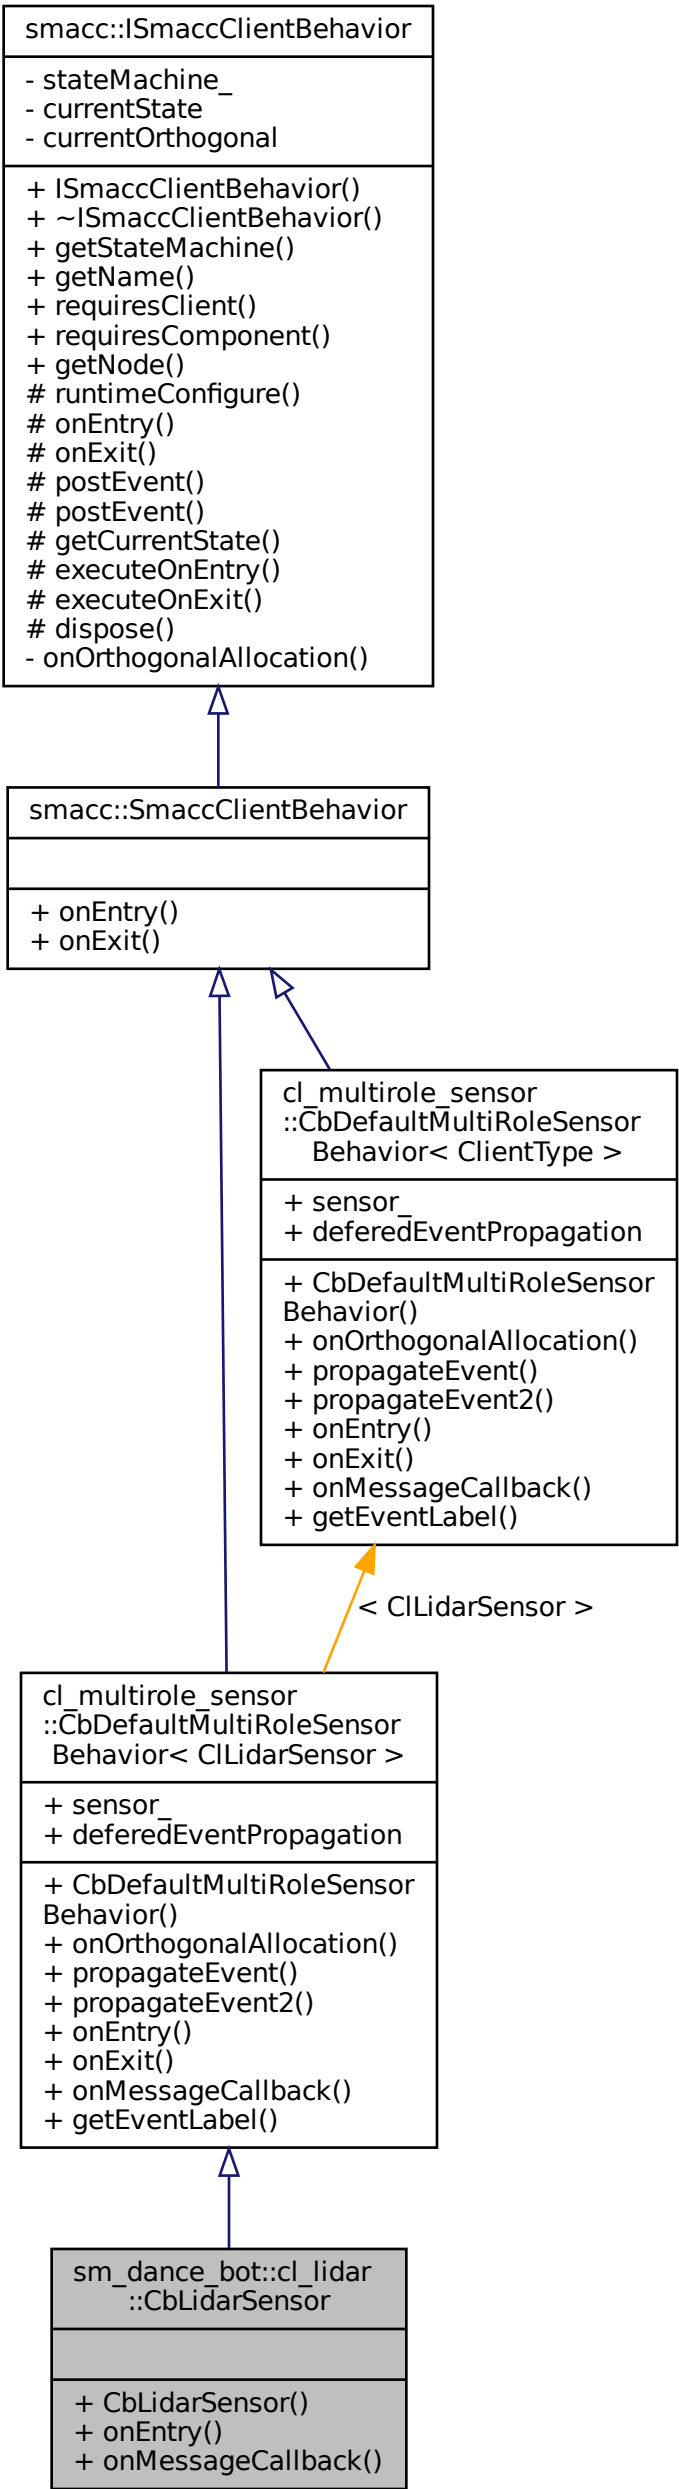 smacc::ISmaccClientBehavior
- stateMachine_
- currentState
- currentOrthogonal
+ ISmaccClientBehavior()
+ ~ISmaccClientBehavior()
+ getStateMachine()
+ getName()
+ requiresClient()
+ requiresComponent()
+ getNode()
# runtimeConfigure()
# onEntry()
# onExit()
# postEvent()
# postEvent()
# getCurrentState()
# executeOnEntry()
# executeOnExit()
# dispose()
- onOrthogonalAllocation()
smacc::SmaccClientBehavior
+ onEntry()
+ onExit()
cl_multirole_sensor
::CbDefaultMultiRoleSensor
Behavior< ClientType >
+ sensor_
+ deferedEventPropagation
+ CbDefaultMultiRoleSensor
Behavior()
+ onOrthogonalAllocation()
+ propagateEvent()
+ propagateEvent2()
+ onEntry()
+ onExit()
+ onMessageCallback()
+ getEventLabel()
< ClLidarSensor >
cl_multirole_sensor
::CbDefaultMultiRoleSensor
Behavior< ClLidarSensor >
+ sensor_
+ deferedEventPropagation
+ CbDefaultMultiRoleSensor
Behavior()
+ onOrthogonalAllocation()
+ propagateEvent()
+ propagateEvent2()
+ onEntry()
+ onExit()
+ onMessageCallback()
+ getEventLabel()
sm_dance_bot::cl_lidar
::CbLidarSensor
+ CbLidarSensor()
+ onEntry()
+ onMessageCallback()